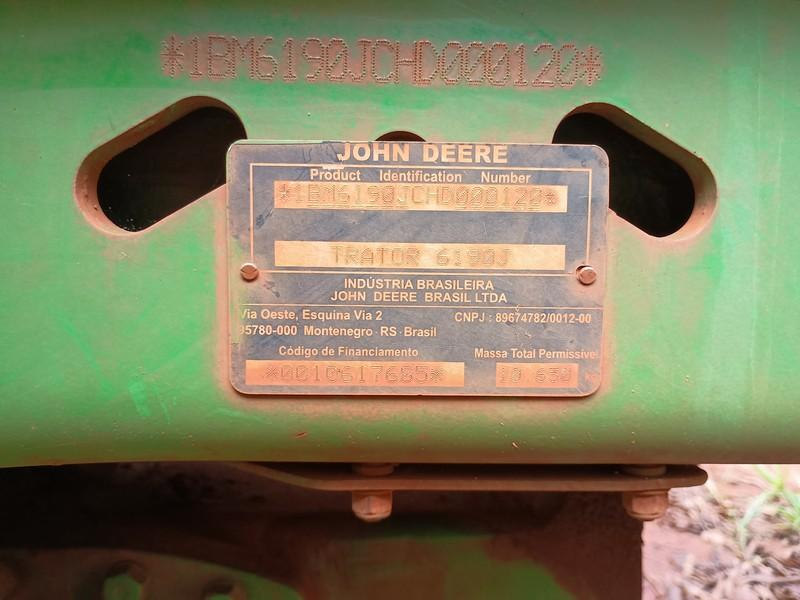 *1BM6190JCHD000120*
JOHN DEERE
Product Identification Number
*1BM6190JCHD000120*
TRATOR 6190J
INDÚSTRIA BRASILEIRA
JOHN DEERE BRASIL LTDA
Via Oeste, Esquina Via 2 CNPJ : 89674782/0012-00
95780-000 Montenegro - RS - Brasil
Código de Financiamento Massa Total Permissível
*0010617685* 10.630